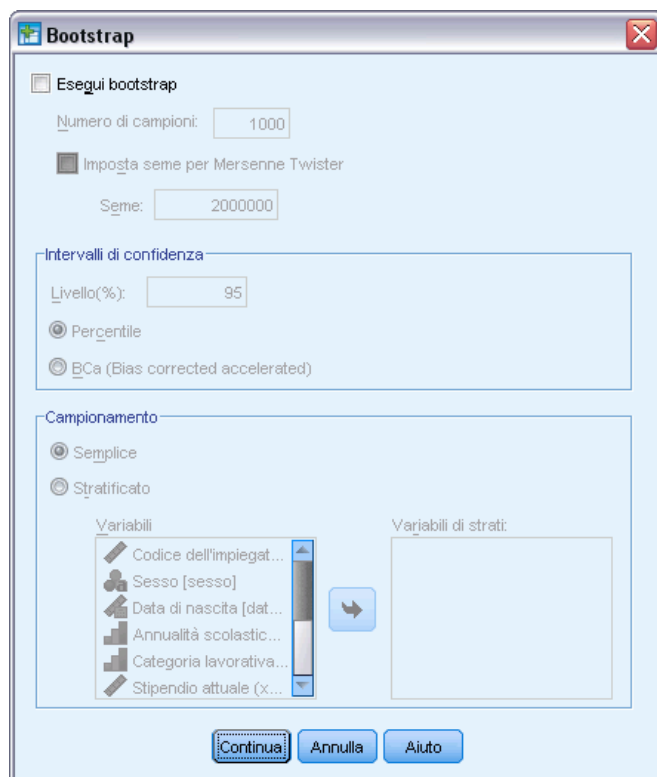 Bootstrap
Esegui bootstrap
Numero di campioni: 1000
Imposta seme per Mersenne Twister
Seme: 2000000
Intervalli di confidenza
Livello(%): 95
Percentile
BCa (Bias corrected accelerated)
Campionamento
Semplice
Stratificato
Variabili
Codice dell'impiegat...
Sesso [sesso]
Data di nascita [dat...
Annualità scolastic...
Categoria lavorativa...
Stipendio attuale (x...
Variabili di strati:
Continua Annulla Aiuto